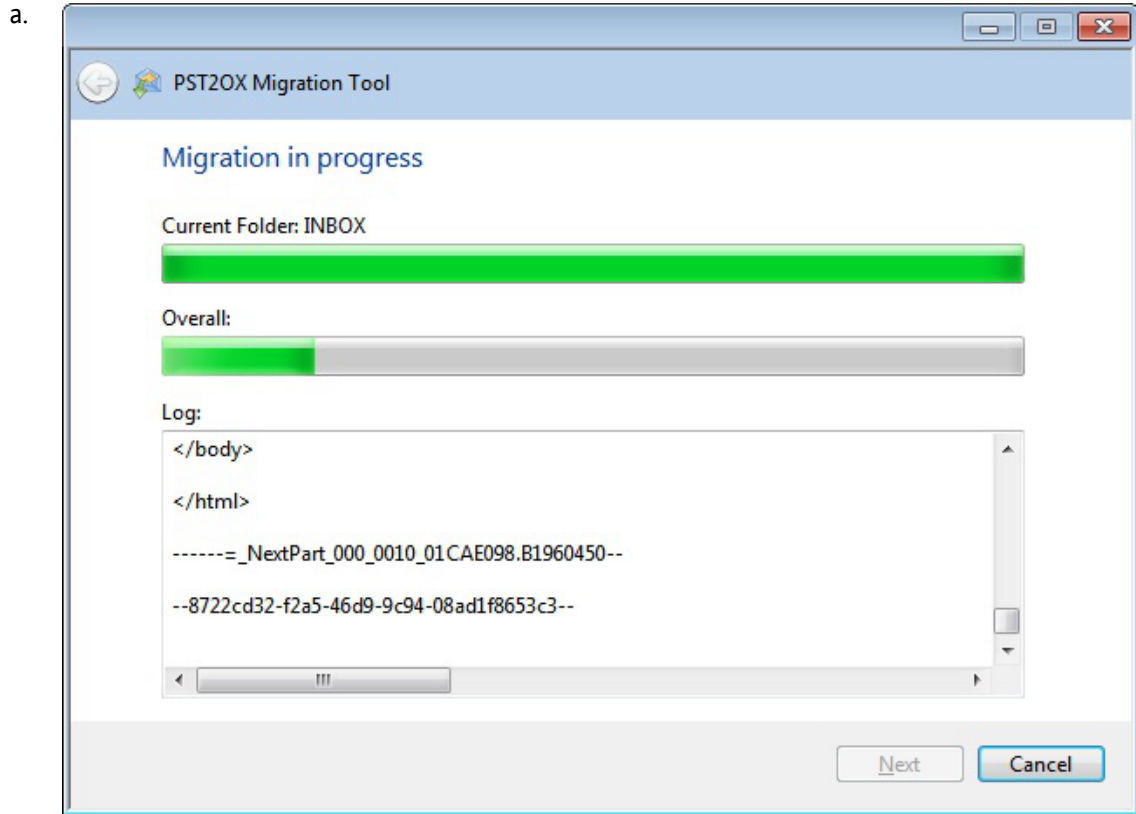 a.
PST2OX Migration Tool
Migration in progress
Current Folder: INBOX
Overall:
Log:
</body>
</html>
------=_NextPart_000_0010_01CAE098.B1960450--
--8722cd32-f2a5-46d9-9c94-08ad1f8653c3--
Next
Cancel